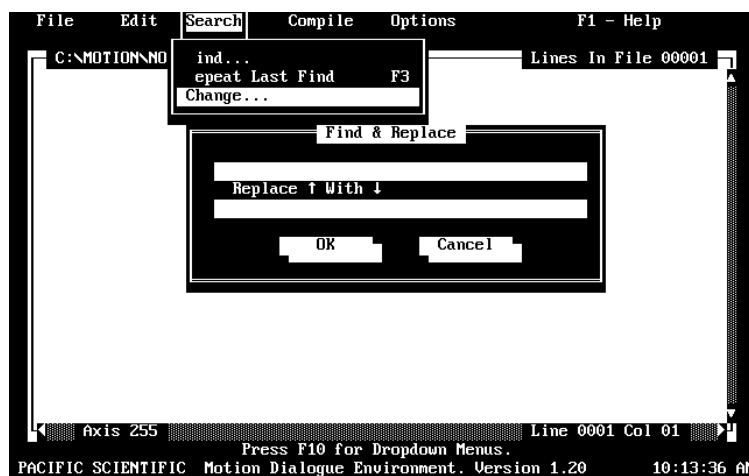 File Edit Search Compile Options F1 - Help
C:\MOTION\NO Lines In File 00001
ind...
epeat Last Find F3
Change...
Find & Replace
Replace ↑ With ↓
OK Cancel
Axis 255 Line 0001 Col 01
Press F10 for Dropdown Menus.
PACIFIC SCIENTIFIC Motion Dialogue Environment. Version 1.20 10:13:36 A